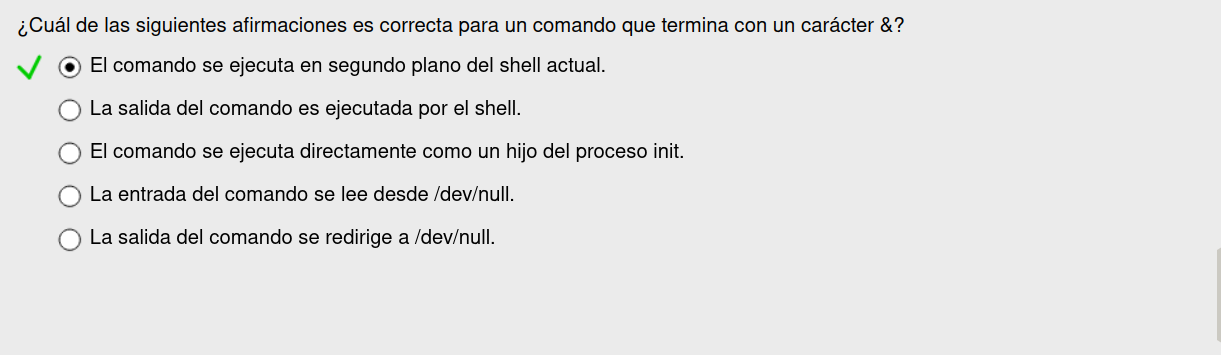 ¿Cuál de las siguientes afirmaciones es correcta para un comando que termina con un carácter &?
El comando se ejecuta en segundo plano del shell actual.
La salida del comando es ejecutada por el shell.
El comando se ejecuta directamente como un hijo del proceso init.
La entrada del comando se lee desde /dev/null.
La salida del comando se redirige a /dev/null.